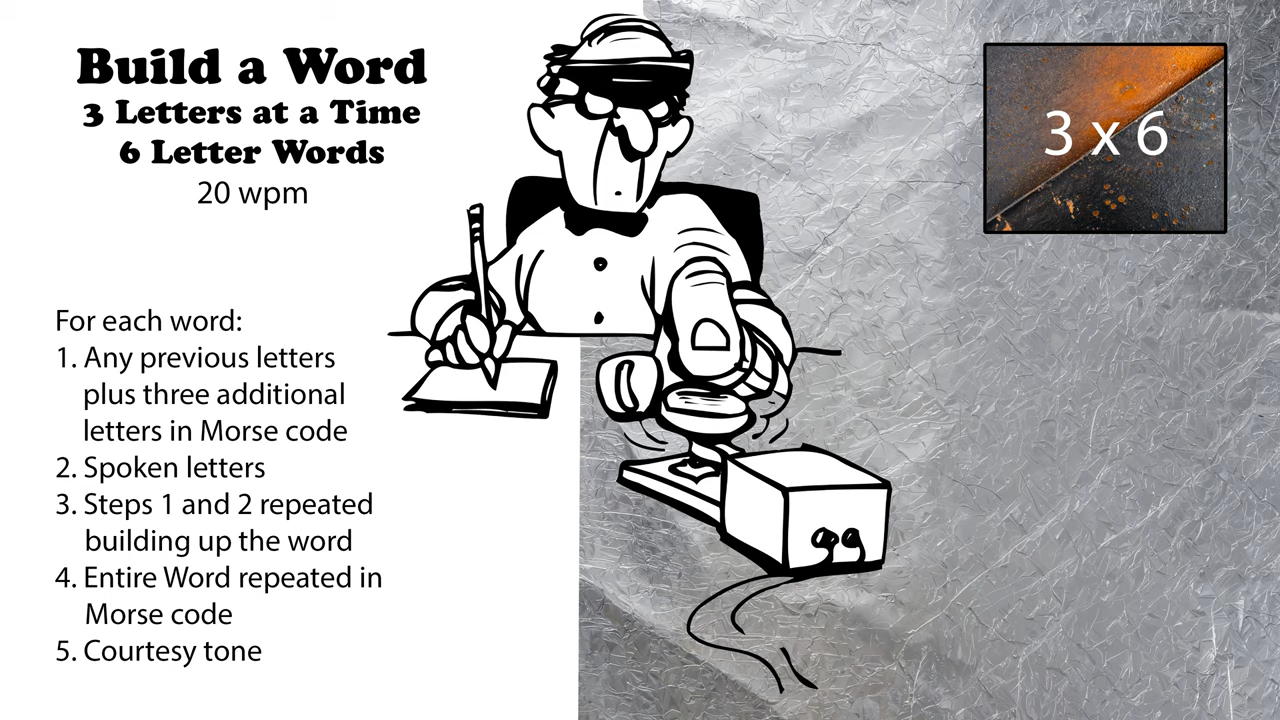 Build a Word
3 Letters at a Time
6 Letter Words
20 wpm
3 x 6
For each word:
1. Any previous letters
plus three additional
letters in Morse code
2. Spoken letters
3. Steps 1 and 2 repeated
building up the word
4. Entire Word repeated in
Morse code
5. Courtesy tone